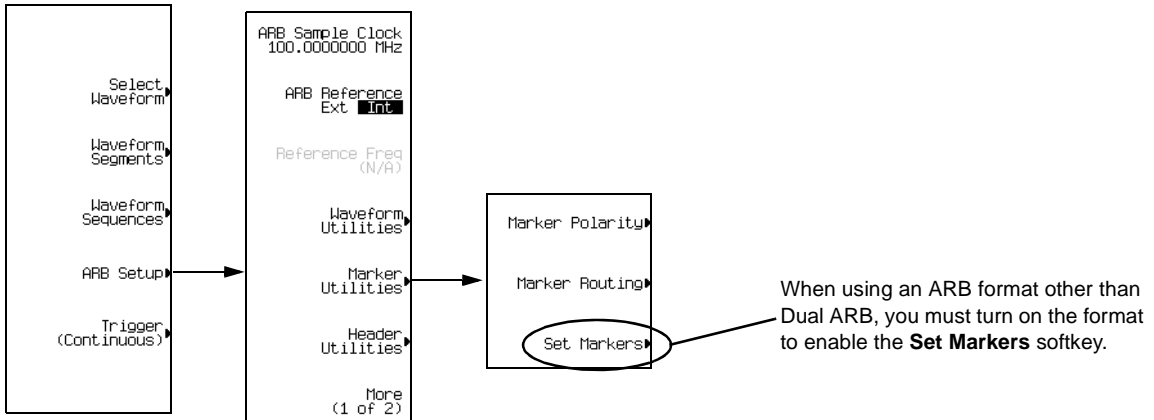 Select
Waveform
Waveform
Segments
Waveform
Sequences
ARB Setup
Trigger
(Continuous)
ARB Sample Clock
100.0000000 MHz
ARB Reference
Ext Int
Reference Freq
(N/A)
Waveform
Utilities
Marker
Utilities
Header
Utilities
More
(1 of 2)
Marker Polarity
Marker Routing
Set Markers
When using an ARB format other than
Dual ARB, you must turn on the format
to enable the Set Markers softkey.